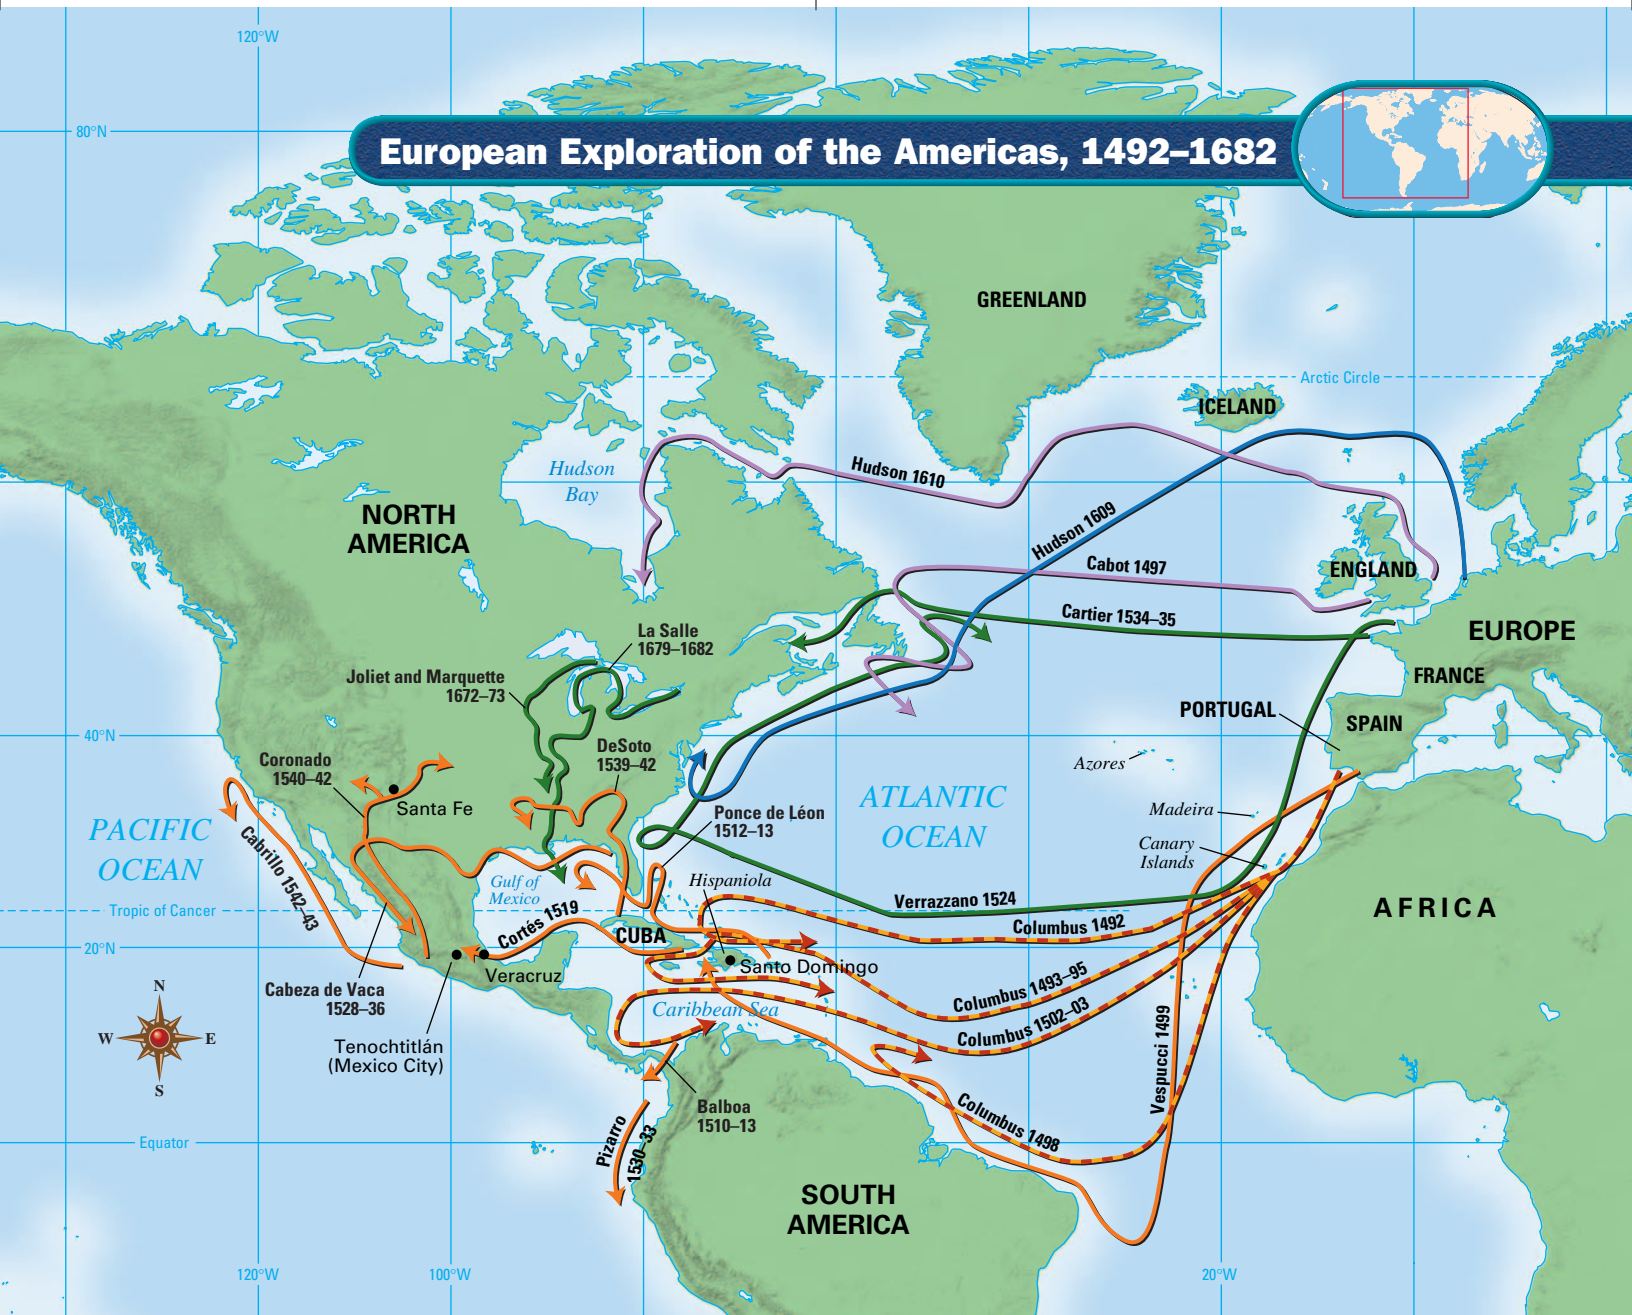 120°W
80°N
European Exploration of the Americas, 1492–1682
GREENLAND
Arctic Circle
ICELAND
Hudson
Bay
Hudson 1610
NORTH
AMERICA
Hudson 1609
Cabot 1497
ENGLAND
Cartier 1534–35
EUROPE
La Salle
1679–1682
Joliet and Marquette
1672–73
FRANCE
PORTUGAL
SPAIN
40°N
DeSoto
1539–42
Coronado
1540–42
Azores
Santa Fe
ATLANTIC
OCEAN
Ponce de Léon
1512–13
Madeira
PACIFIC
OCEAN
Canary
Islands
Cabrillo 1542–43
Gulf of
Mexico
Hispaniola
Verrazzano 1524
AFRICA
Tropic of Cancer
Cortés 1519
Columbus 1492
CUBA
20°N
Veracruz
Santo Domingo
Cabeza de Vaca
1528–36
Columbus 1493–95
Caribbean Sea
Columbus 1502–03
N
W
E
S
Tenochtitlán
(Mexico City)
Vespucci 1499
Balboa
1510–13
Columbus 1498
Pizarro
1530–33
Equator
SOUTH
AMERICA
120°W
100°W
20°W